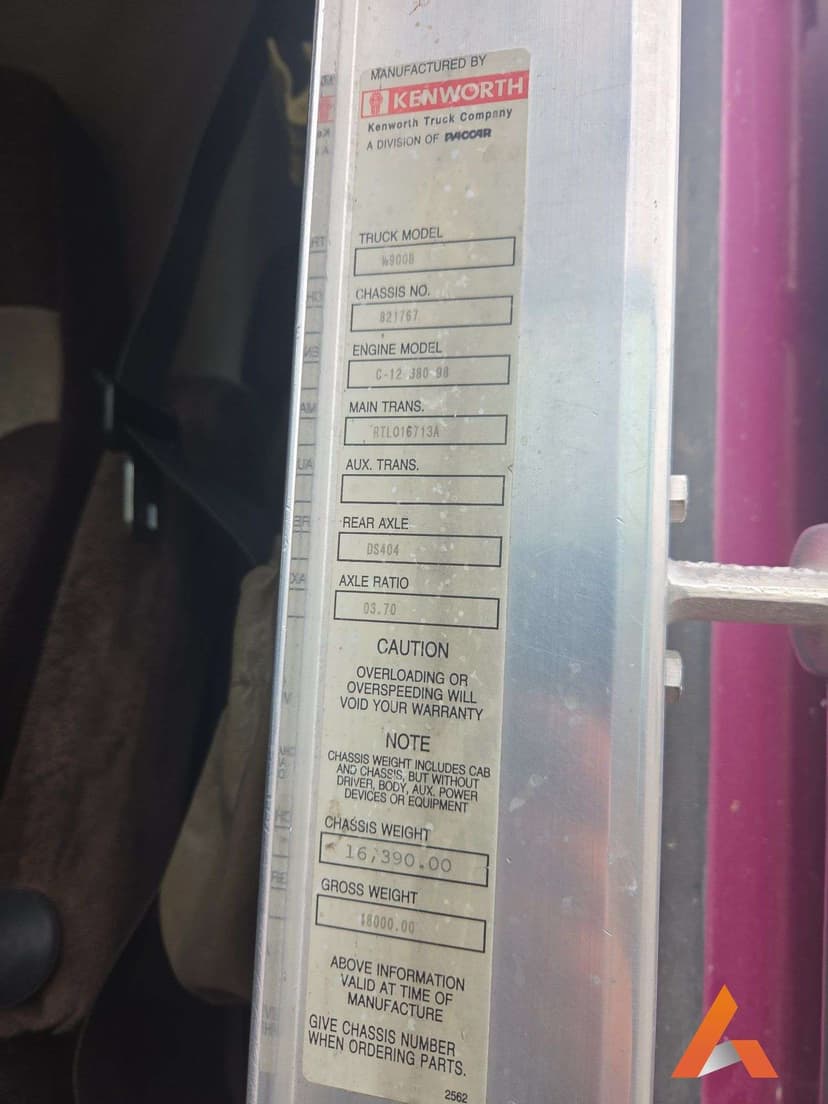 MANUFACTURED BY
KENWORTH
Kenworth Truck Company
A DIVISION OF PACCAR
TRUCK MODEL
W900B
CHASSIS NO.
821767
ENGINE MODEL
C-12 380 98
MAIN TRANS.
RTLO16713A
AUX. TRANS.
REAR AXLE
DS404
AXLE RATIO
03.70
CAUTION
OVERLOADING OR
OVERSPEEDING WILL
VOID YOUR WARRANTY
NOTE
CHASSIS WEIGHT INCLUDES CAB
AND CHASSIS, BUT WITHOUT
DRIVER, BODY, AUX. POWER
DEVICES OR EQUIPMENT
CHASSIS WEIGHT
16,390.00
GROSS WEIGHT
48000.00
ABOVE INFORMATION
VALID AT TIME OF
MANUFACTURE
GIVE CHASSIS NUMBER
WHEN ORDERING PARTS.
2562